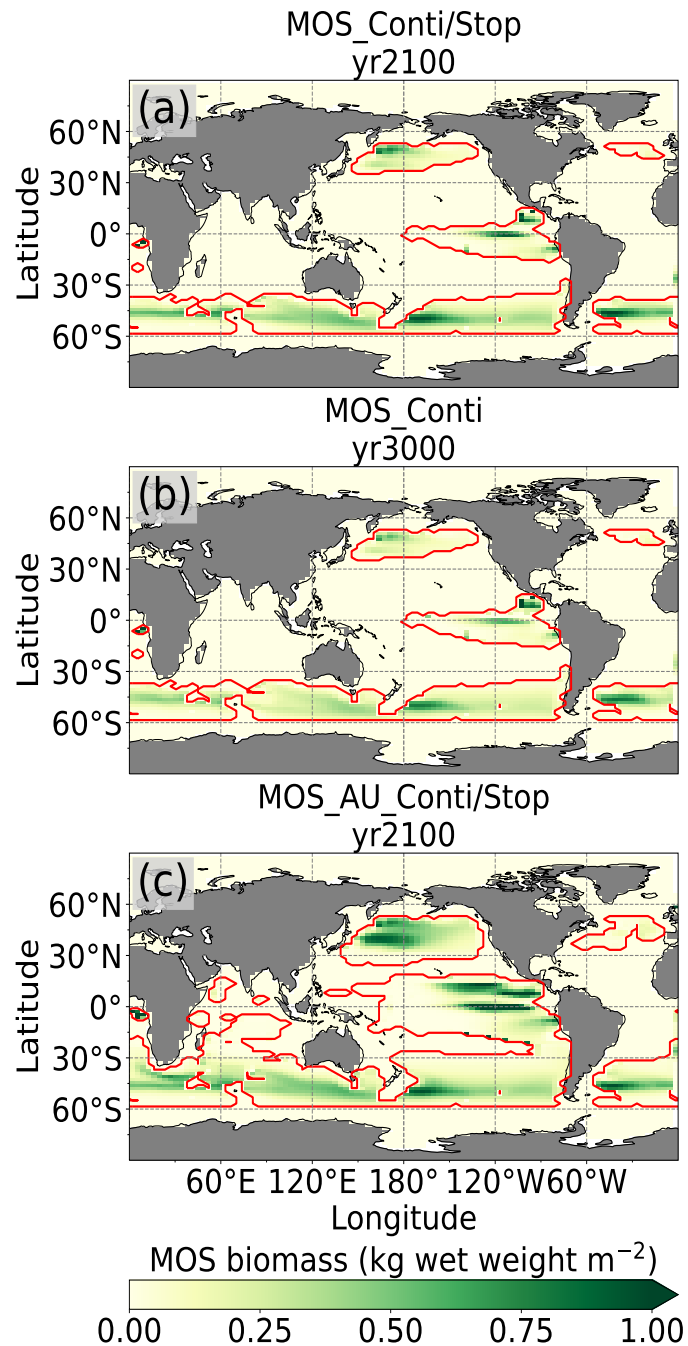 MOS_Conti/Stop
yr2100
(a)
60°N
30°N
0°
30°S
60°S
Latitude
MOS_Conti
yr3000
(b)
60°N
30°N
0°
30°S
60°S
Latitude
MOS_AU_Conti/Stop
yr2100
(c)
60°N
30°N
0°
30°S
60°S
Latitude
60°E 120°E 180° 120°W60°W
Longitude
MOS biomass (kg wet weight m⁻²)
0.00 0.25 0.50 0.75 1.00